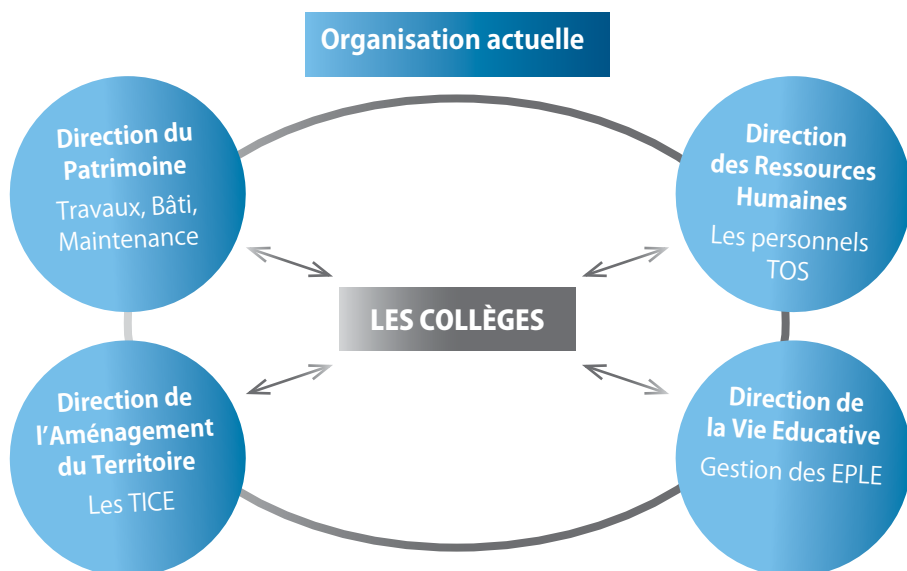 Organisation actuelle
Direction du
Patrimoine
Travaux, Bâti,
Maintenance
Direction
des Ressources
Humaines
Les personnels
TOS
LES COLLÈGES
Direction de
l'Aménagement
du Territoire
Les TICE
Direction de
la Vie Educative
Gestion des EPLE